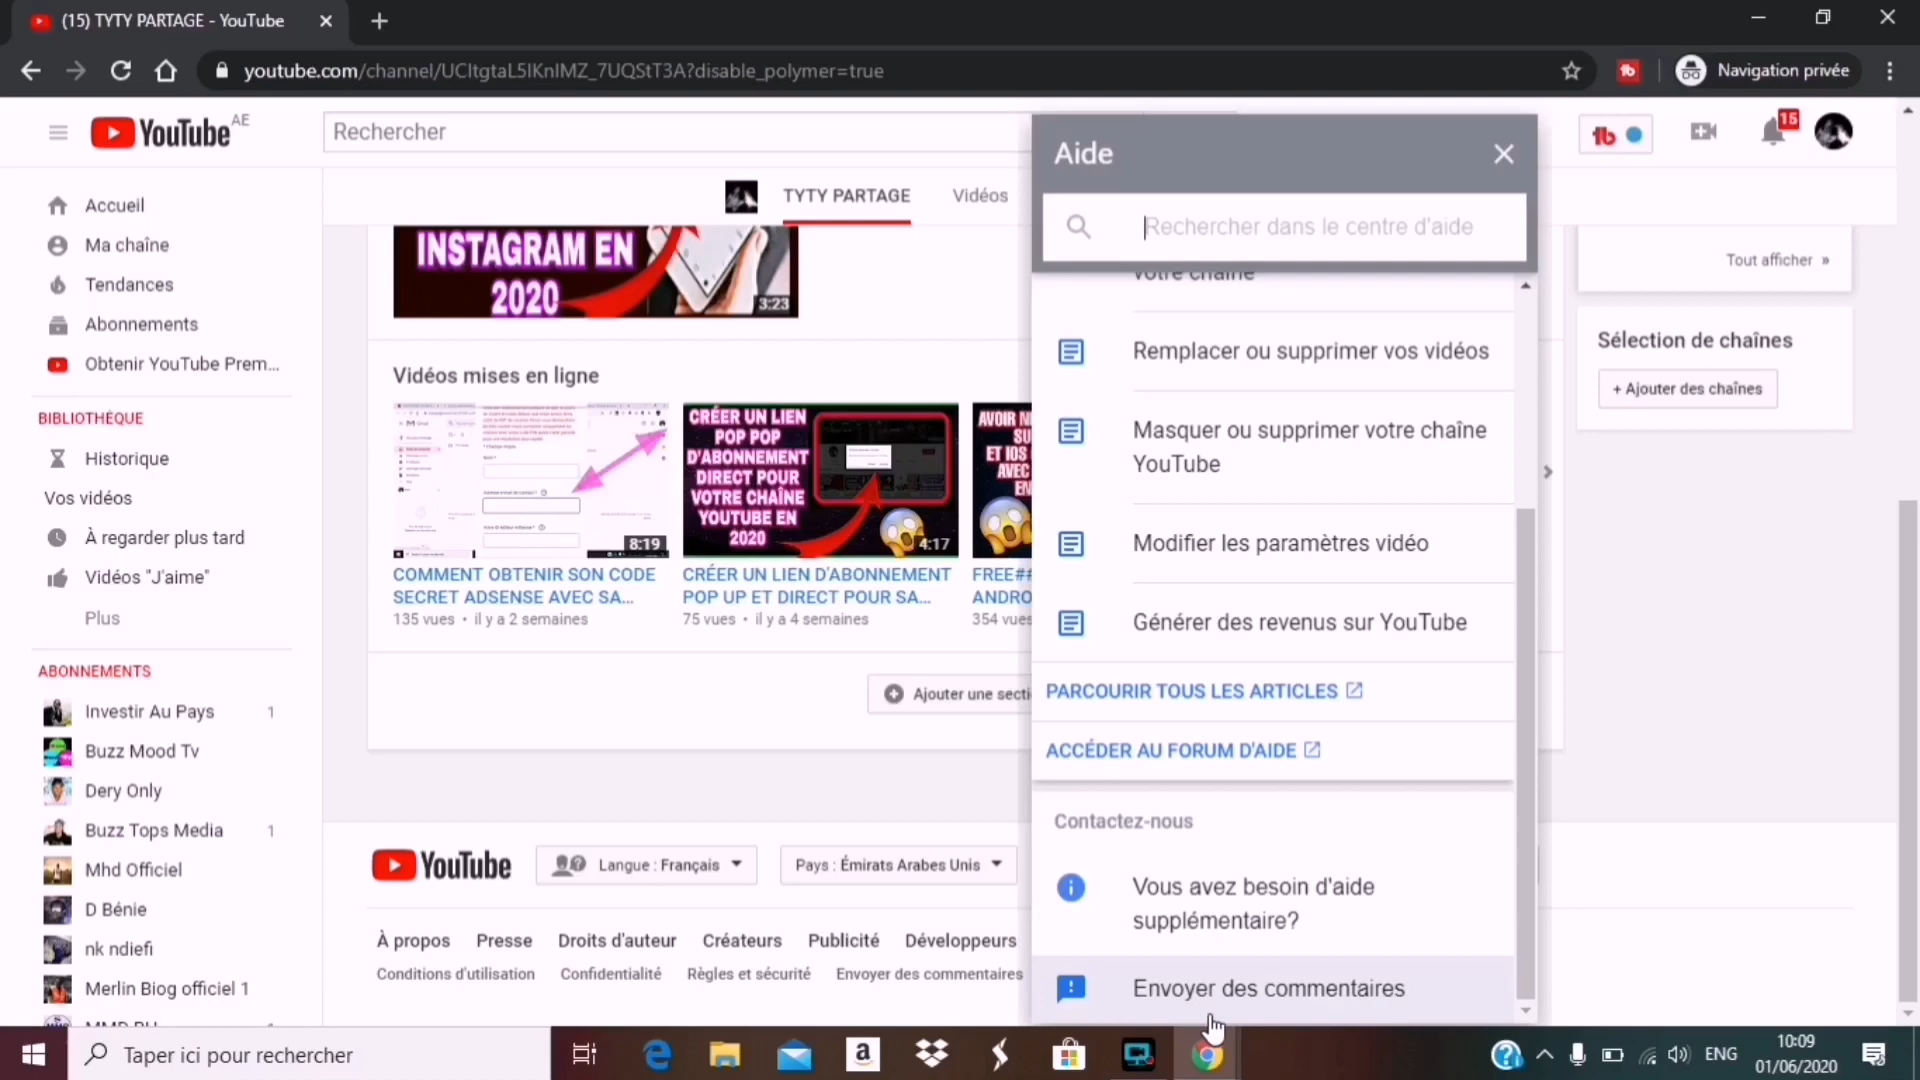 (15) TYTY PARTAGE - YouTube
youtube.com/channel/UCItgtaL5IKnIMZ_7UQStT3A?disable_polymer=true
Navigation privée
YouTube AE
Rechercher
15
Accueil
Ma chaîne
Tendances
Abonnements
Obtenir YouTube Prem...
BIBLIOTHÈQUE
Historique
Vos vidéos
À regarder plus tard
Vidéos "J'aime"
Plus
ABONNEMENTS
Investir Au Pays 1
Buzz Mood Tv
Dery Only
Buzz Tops Media 1
Mhd Officiel
D Bénie
nk ndiefi
Merlin Biog officiel 1
TYTY PARTAGE
Vidéos
INSTAGRAM EN
2020
3:23
Vidéos mises en ligne
8:19
COMMENT OBTENIR SON CODE
SECRET ADSENSE AVEC SA...
135 vues • il y a 2 semaines
CRÉER UN LIEN
POP POP
D'ABONNEMENT
DIRECT POUR
VOTRE CHAÎNE
YOUTUBE EN
2020
4:17
CRÉER UN LIEN D'ABONNEMENT
POP UP ET DIRECT POUR SA...
75 vues • il y a 4 semaines
FREE##
ANDRO
354 vues
Ajouter une secti
YouTube
Langue : Français
Pays : Émirats Arabes Unis
À propos Presse Droits d'auteur Créateurs Publicité Développeurs
Conditions d'utilisation Confidentialité Règles et sécurité Envoyer des commentaires
Aide
Rechercher dans le centre d'aide
votre chaîne
Remplacer ou supprimer vos vidéos
Masquer ou supprimer votre chaîne
YouTube
Modifier les paramètres vidéo
Générer des revenus sur YouTube
PARCOURIR TOUS LES ARTICLES
ACCÉDER AU FORUM D'AIDE
Contactez-nous
Vous avez besoin d'aide
supplémentaire?
Envoyer des commentaires
Tout afficher »
Sélection de chaînes
+ Ajouter des chaînes
Taper ici pour rechercher
ENG
10:09
01/06/2020